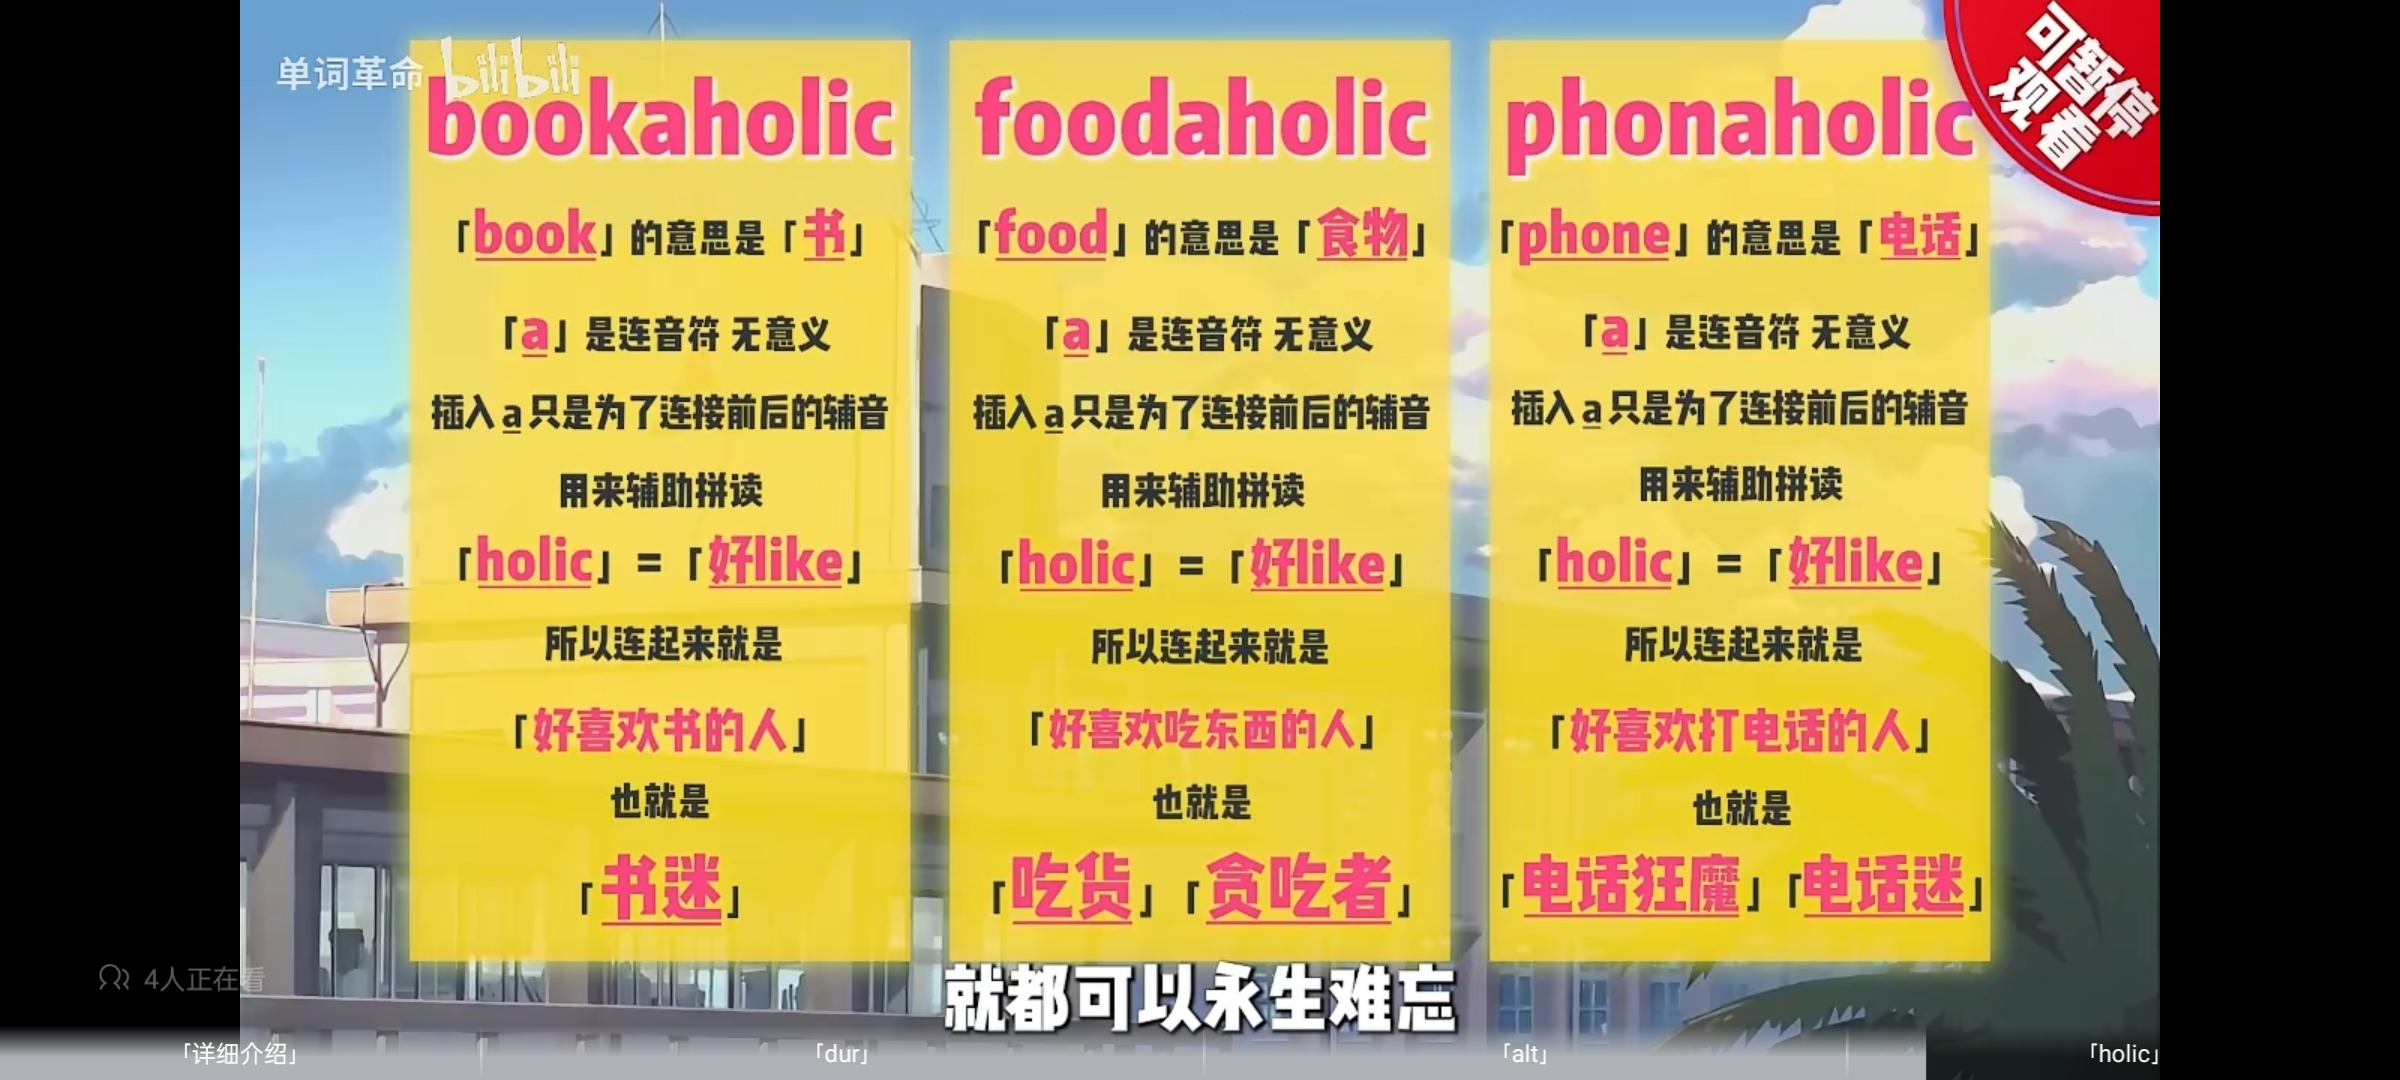 单词革命 bilibili
可暂停
观看
bookaholic
「book」的意思是「书」
「a」是连音符 无意义
插入a只是为了连接前后的辅音
用来辅助拼读
「holic」=「好like」
所以连起来就是
「好喜欢书的人」
也就是
「书迷」
foodaholic
「food」的意思是「食物」
「a」是连音符 无意义
插入a只是为了连接前后的辅音
用来辅助拼读
「holic」=「好like」
所以连起来就是
「好喜欢吃东西的人」
也就是
「吃货」「贪吃者」
phonaholic
「phone」的意思是「电话」
「a」是连音符 无意义
插入a只是为了连接前后的辅音
用来辅助拼读
「holic」=「好like」
所以连起来就是
「好喜欢打电话的人」
也就是
「电话狂魔」「电话迷」
4人正在看
就都可以永生难忘
「详细介绍」 「dur」 「alt」 「holic」